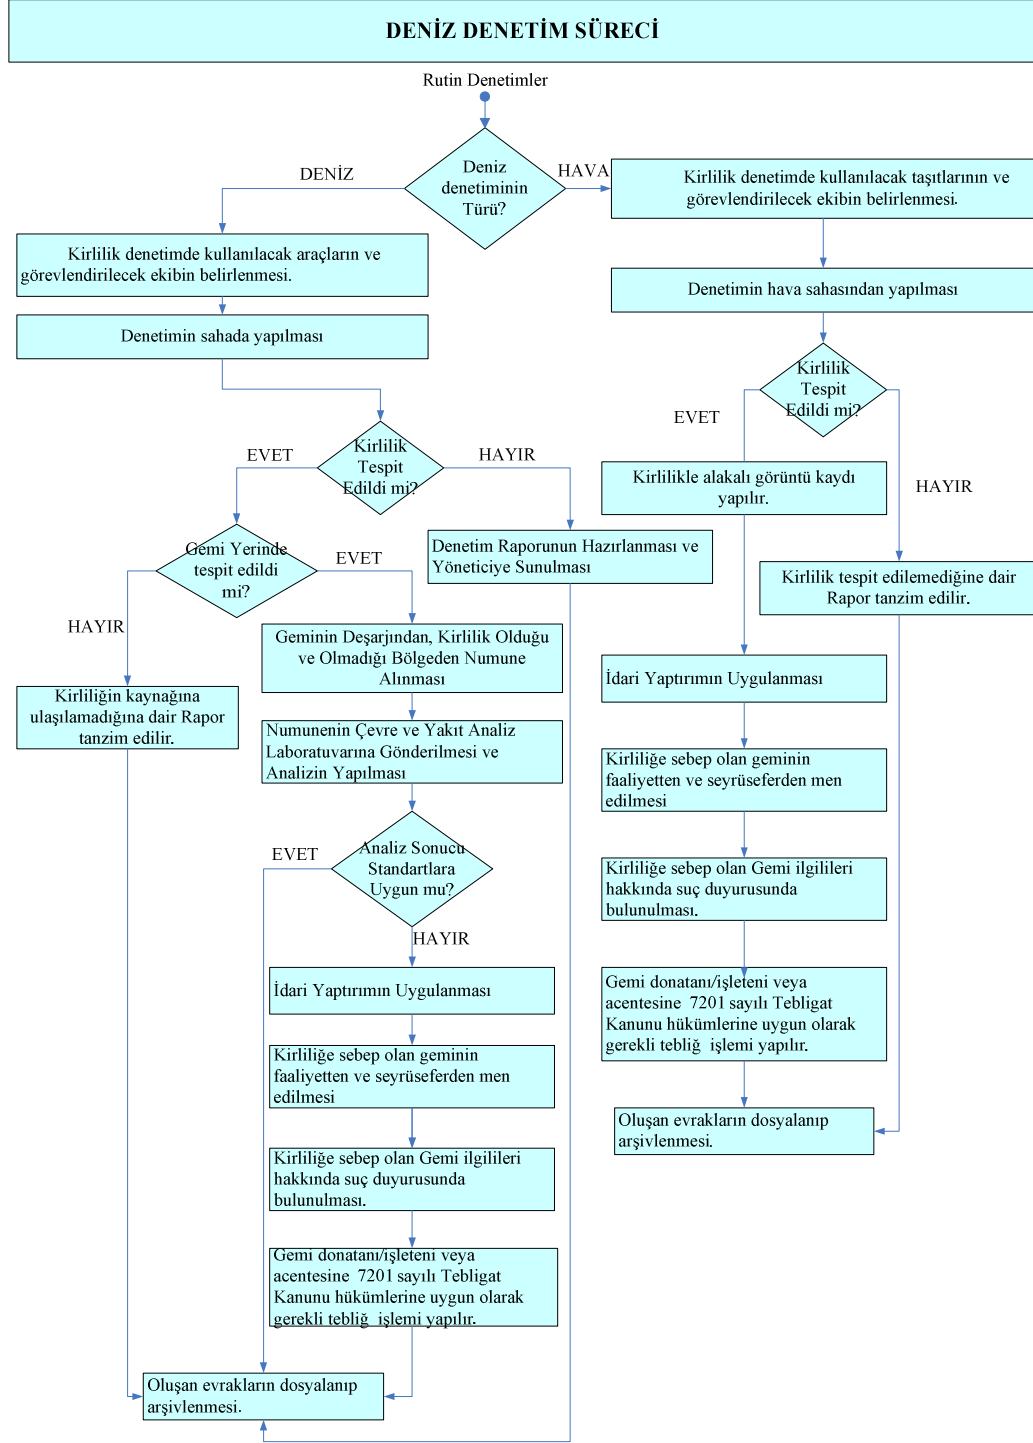 DENİZ DENETİM SÜRECİ
Rutin Denetimler
Deniz
denetiminin
Türü?
DENİZ
HAVA
Kirlilik denetimde kullanılacak araçların ve
görevlendirilecek ekibin belirlenmesi.
Denetimin sahada yapılması
Kirlilik
Tespit
Edildi mi?
EVET
HAYIR
Gemi Yerinde
tespit edildi
mi?
EVET
HAYIR
Denetim Raporunun Hazırlanması ve
Yöneticiye Sunulması
Geminin Deşarjından, Kirlilik Olduğu
ve Olmadığı Bölgeden Numune
Alınması
Kirliliğin kaynağına
ulaşılamadığına dair Rapor
tanzim edilir.
Numunenin Çevre ve Yakıt Analiz
Laboratuvarına Gönderilmesi ve
Analizin Yapılması
Analiz Sonucu
Standartlara
Uygun mu?
EVET
HAYIR
İdari Yaptırımın Uygulanması
Kirliliğe sebep olan geminin
faaliyetten ve seyrüseferden men
edilmesi
Kirliliğe sebep olan Gemi ilgilileri
hakkında suç duyurusunda
bulunulması.
Gemi donatanı/işleteni veya
acentesine 7201 sayılı Tebligat
Kanunu hükümlerine uygun olarak
gerekli tebliğ işlemi yapılır.
Oluşan evrakların dosyalanıp
arşivlenmesi.
Kirlilik denetimde kullanılacak taşıtlarının ve
görevlendirilecek ekibin belirlenmesi.
Denetimin hava sahasından yapılması
Kirlilik
Tespit
Edildi mi?
EVET
HAYIR
Kirlilikle alakalı görüntü kaydı
yapılır.
Kirlilik tespit edilemediğine dair
Rapor tanzim edilir.
İdari Yaptırımın Uygulanması
Kirliliğe sebep olan geminin
faaliyetten ve seyrüseferden men
edilmesi
Kirliliğe sebep olan Gemi ilgilileri
hakkında suç duyurusunda
bulunulması.
Gemi donatanı/işleteni veya
acentesine 7201 sayılı Tebligat
Kanunu hükümlerine uygun olarak
gerekli tebliğ işlemi yapılır.
Oluşan evrakların dosyalanıp
arşivlenmesi.